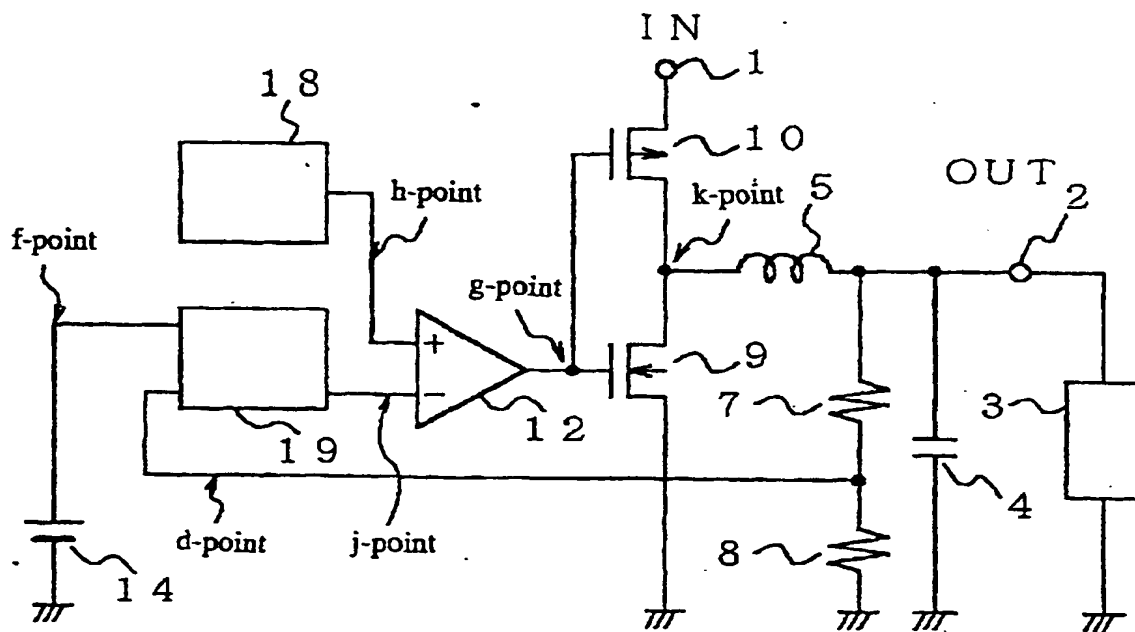 IN
1
18
10
OUT
h-point
k-point
5
2
f-point
g-point
+
9
−
7
3
19
12
4
d-point
j-point
8
14